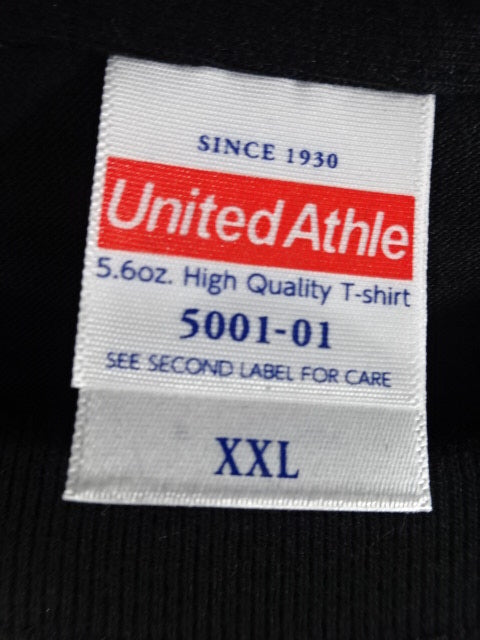 SINCE 1930
United Athle
5.6oz. High Quality T-shirt
5001-01
SEE SECOND LABEL FOR CARE
XXL